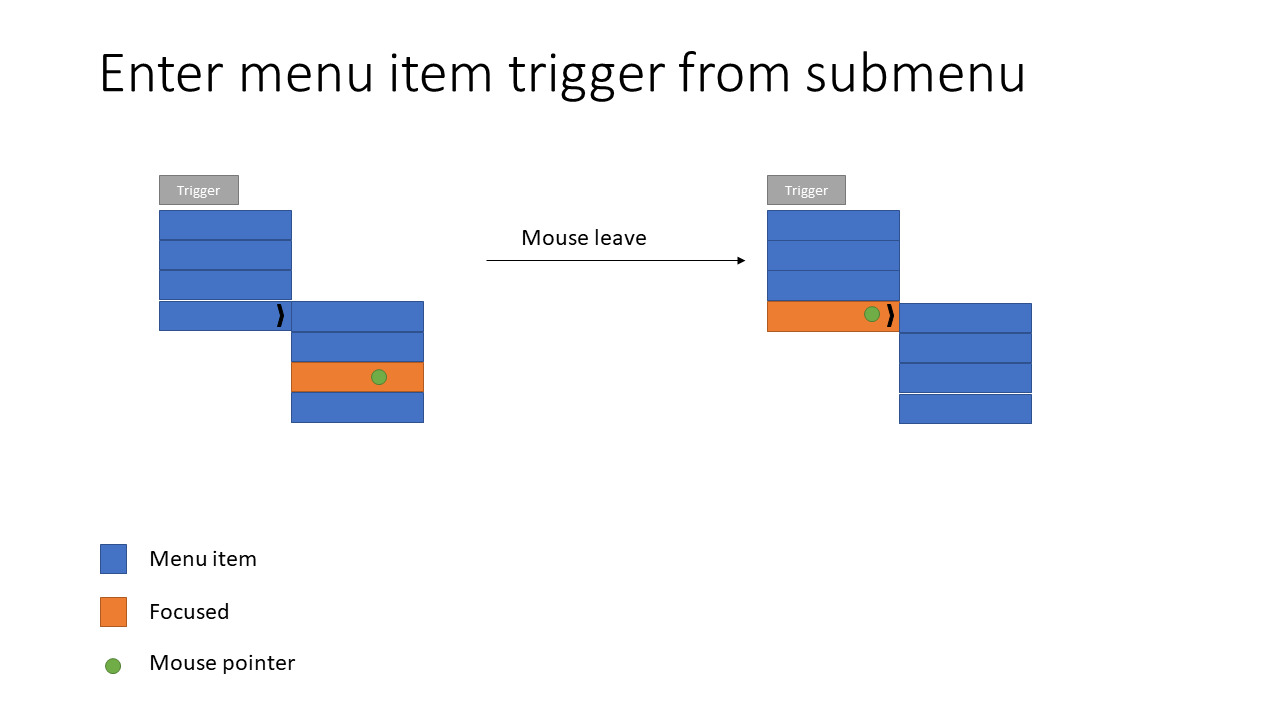 Enter menu item trigger from submenu
Trigger
Mouse leave
Trigger
Menu item
Focused
Mouse pointer